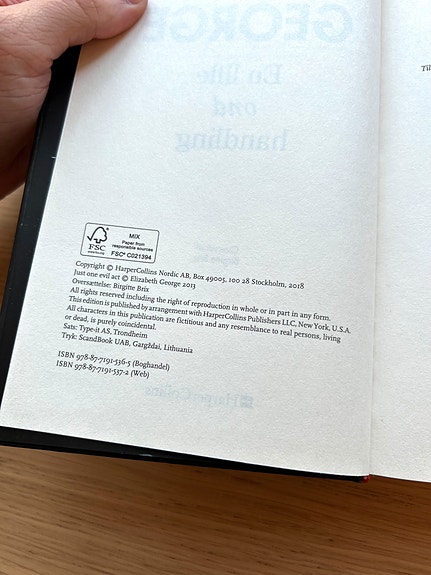 GEORGE
En lille
ond
handling
Til
MIX
Paper from
responsible sources
FSC
www.fsc.org
FSC® C021394
Copyright © HarperCollins Nordic AB, Box 49005, 100 28 Stockholm, 2018
Just one evil act © Elizabeth George 2013
Oversættelse: Birgitte Brix
All rights reserved including the right of reproduction in whole or part in any form.
This edition is published by arrangement with HarperCollins Publishers LLC, New York, U.S.A.
All characters in this publication are fictitious and any resemblance to real persons, living
or dead, is purely coincidental.
Sats: Type-it AS, Trondheim
Tryk: ScandBook UAB, Gargždai, Lithuania
ISBN 978-87-7191-536-5 (Boghandel)
ISBN 978-87-7191-537-2 (Web)
HarperCollins